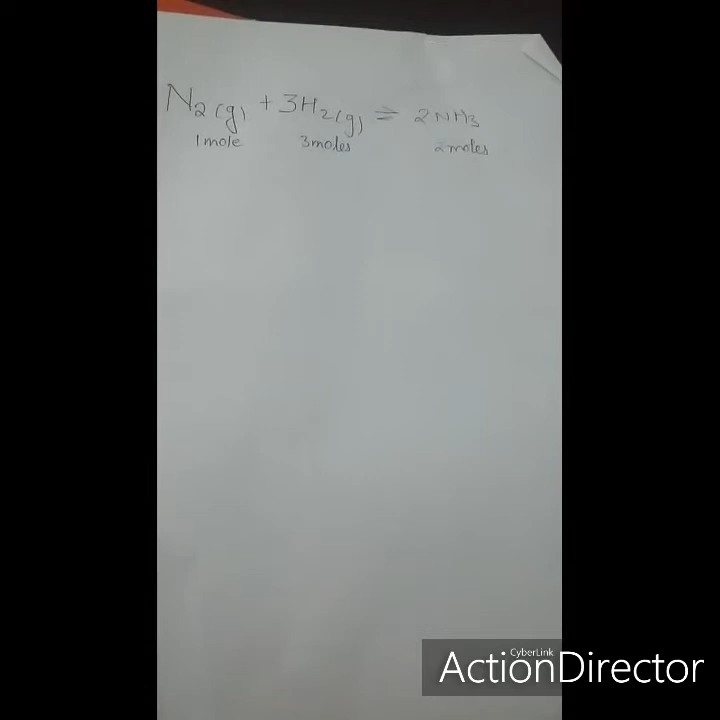 N2(g) + 3H2(g) ⇌ 2NH3
1mole 3moles 2moles
CyberLink
ActionDirector